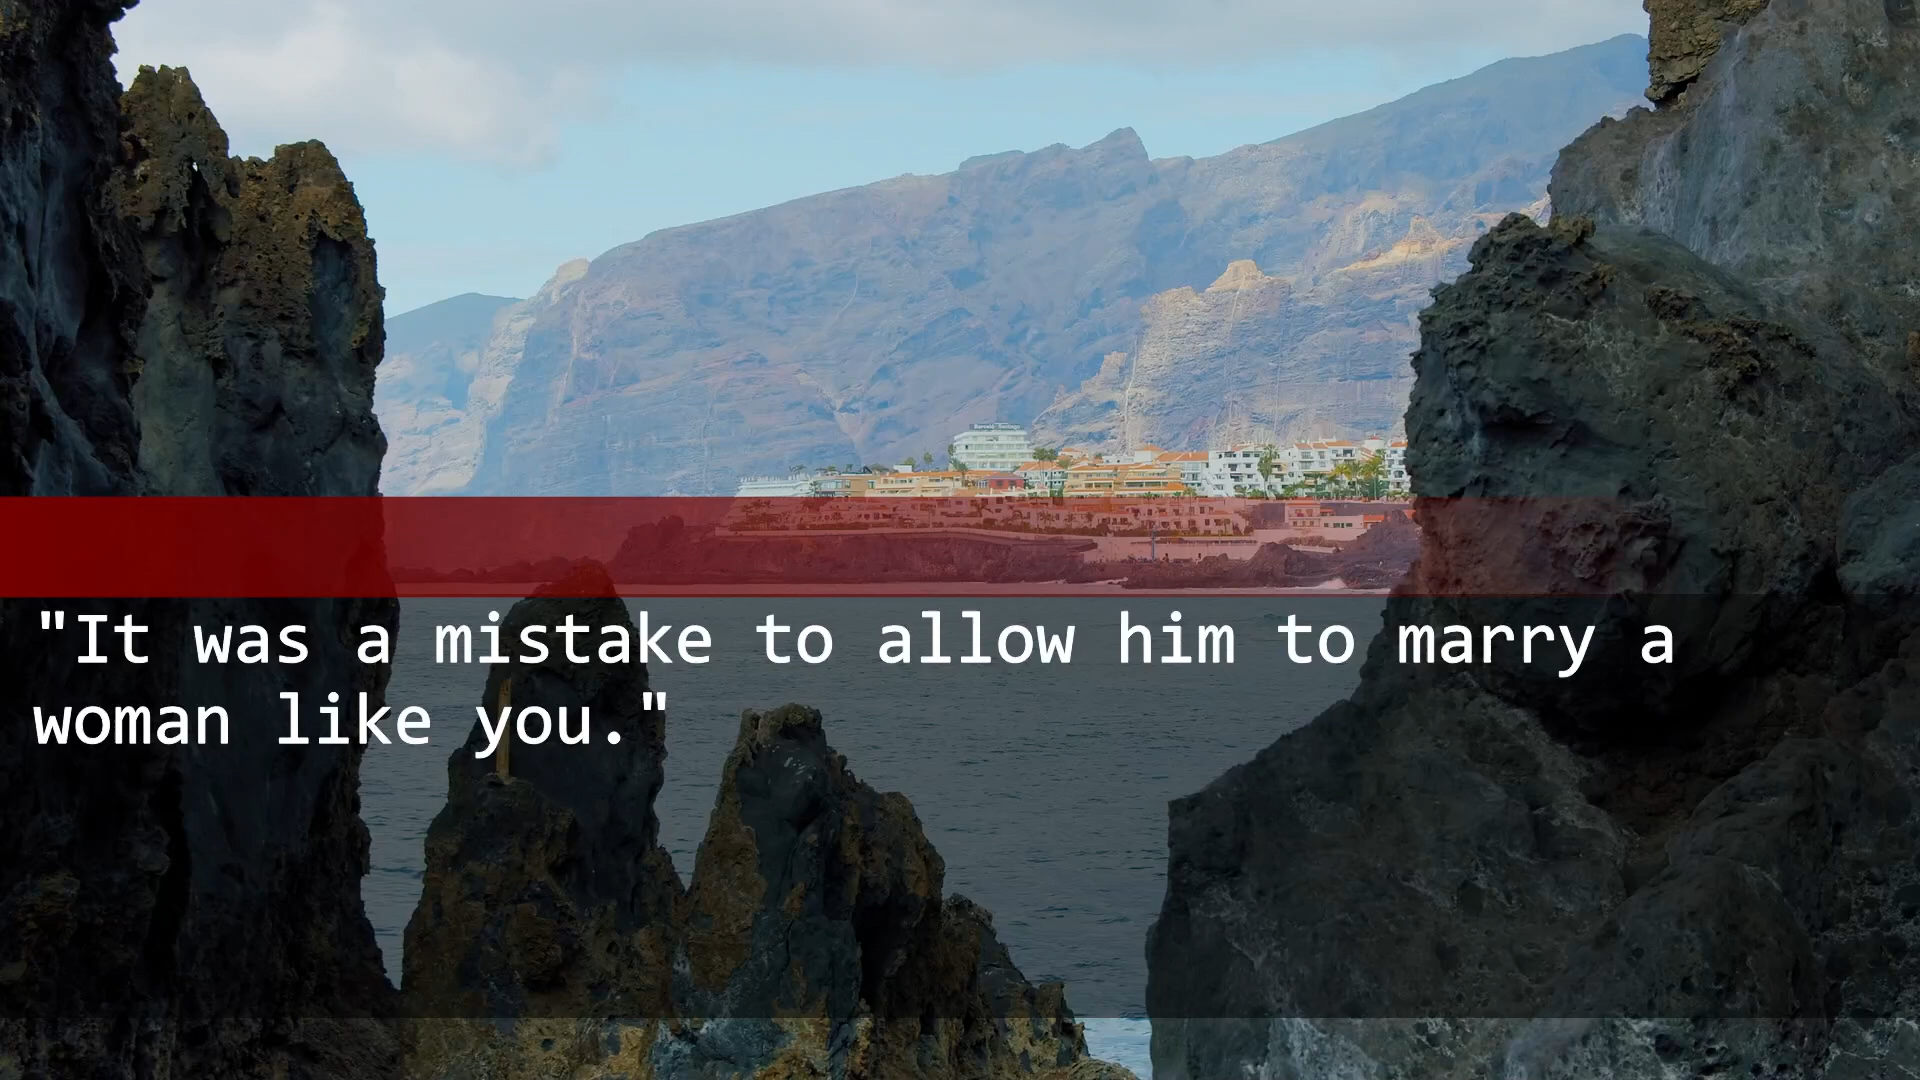 "It was a mistake to allow him to marry a
woman like you."